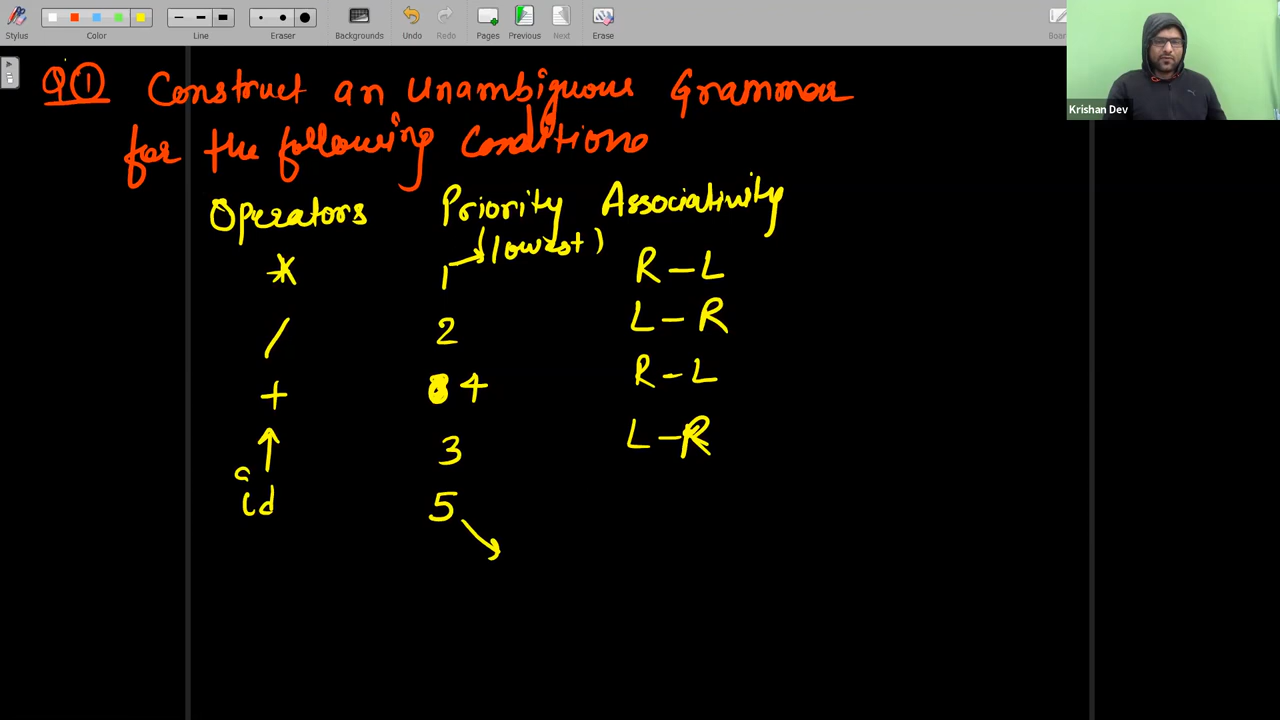 Stylus Color Line Eraser Backgrounds Undo Redo Pages Previous Next Erase
Krishan Dev
Q① Construct an Unambiguous Grammar
for the following Conditions
Operators Priority Associativity
(lowest)
* 1 R-L
/ 2 L-R
+ 4 R-L
↑ 3 L-R
id 5